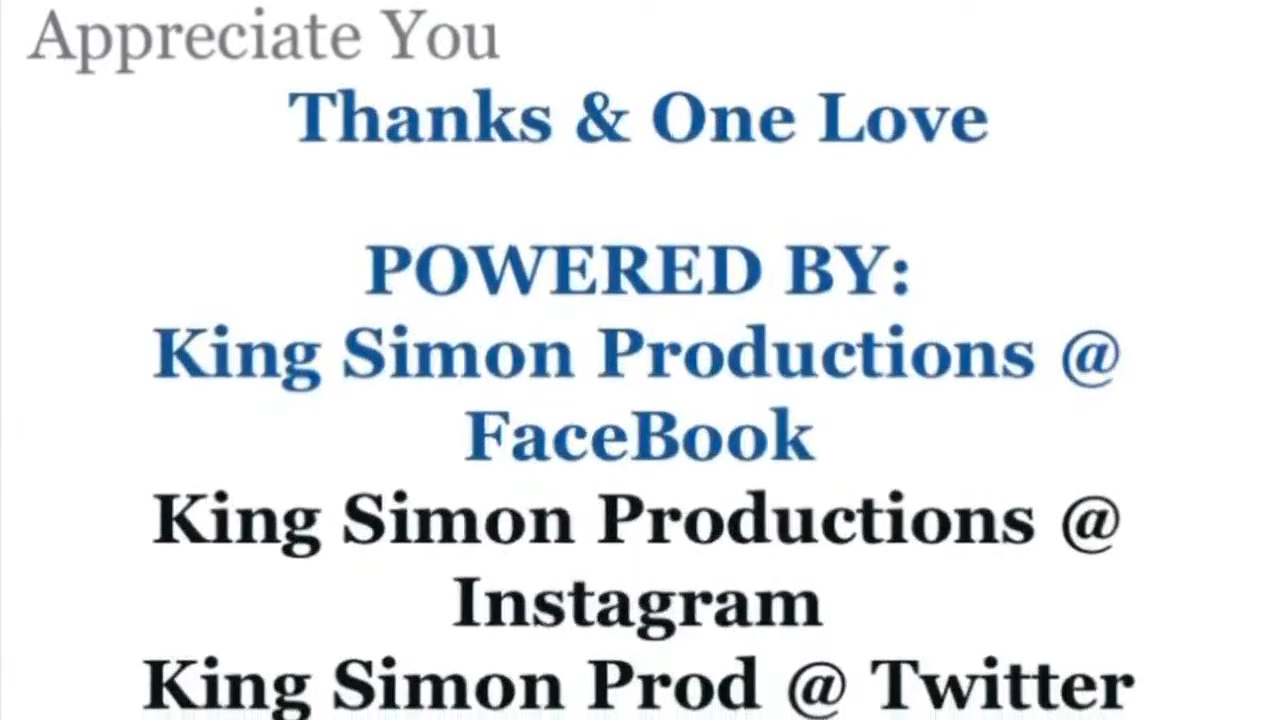 Appreciate You
Thanks & One Love
POWERED BY:
King Simon Productions @
FaceBook
King Simon Productions @
Instagram
King Simon Prod @ Twitter